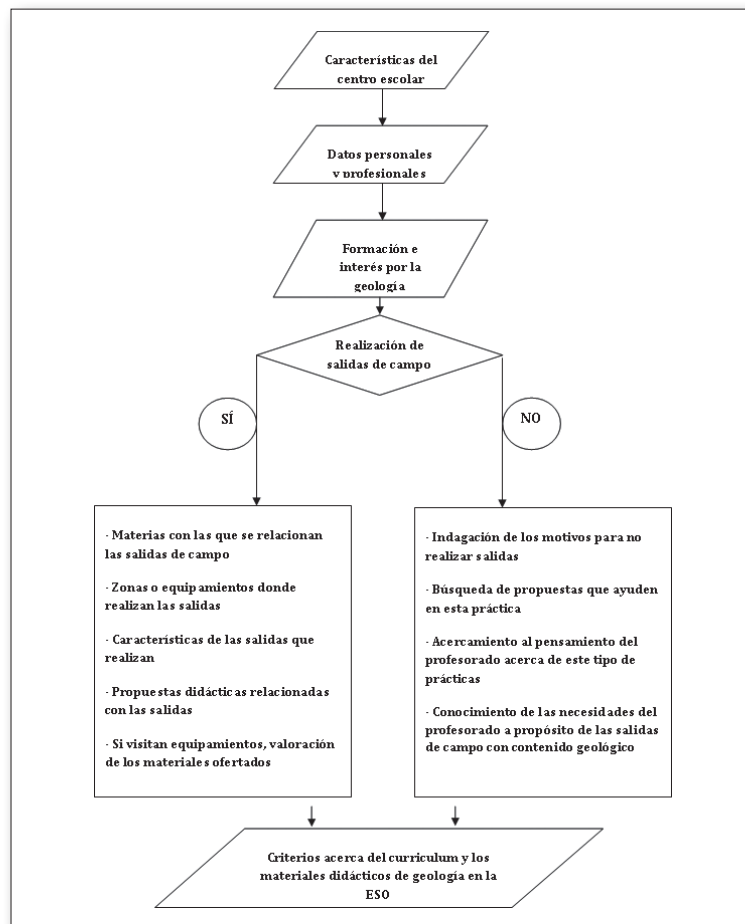 Características del
centro escolar
Datos personales
y profesionales
Formación e
interés por la
geología
Realización de
salidas de campo
SÍ
NO
· Materias con las que se relacionan
las salidas de campo
· Zonas o equipamientos donde
realizan las salidas
· Características de las salidas que
realizan
· Propuestas didácticas relacionadas
con las salidas
· Si visitan equipamientos, valoración
de los materiales ofertados
· Indagación de los motivos para no
realizar salidas
· Búsqueda de propuestas que ayuden
en esta práctica
· Acercamiento al pensamiento del
profesorado acerca de este tipo de
prácticas
· Conocimiento de las necesidades del
profesorado a propósito de las salidas
de campo con contenido geológico
Criterios acerca del curriculum y los
materiales didácticos de geología en la
ESO